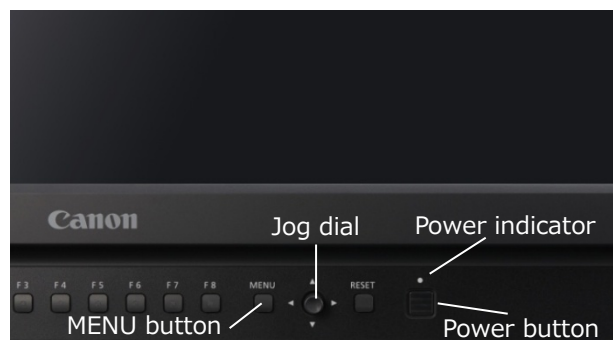 Canon
Jog dial
Power indicator
F3 F4 F5 F6 F7 F8 MENU RESET
MENU button
Power button